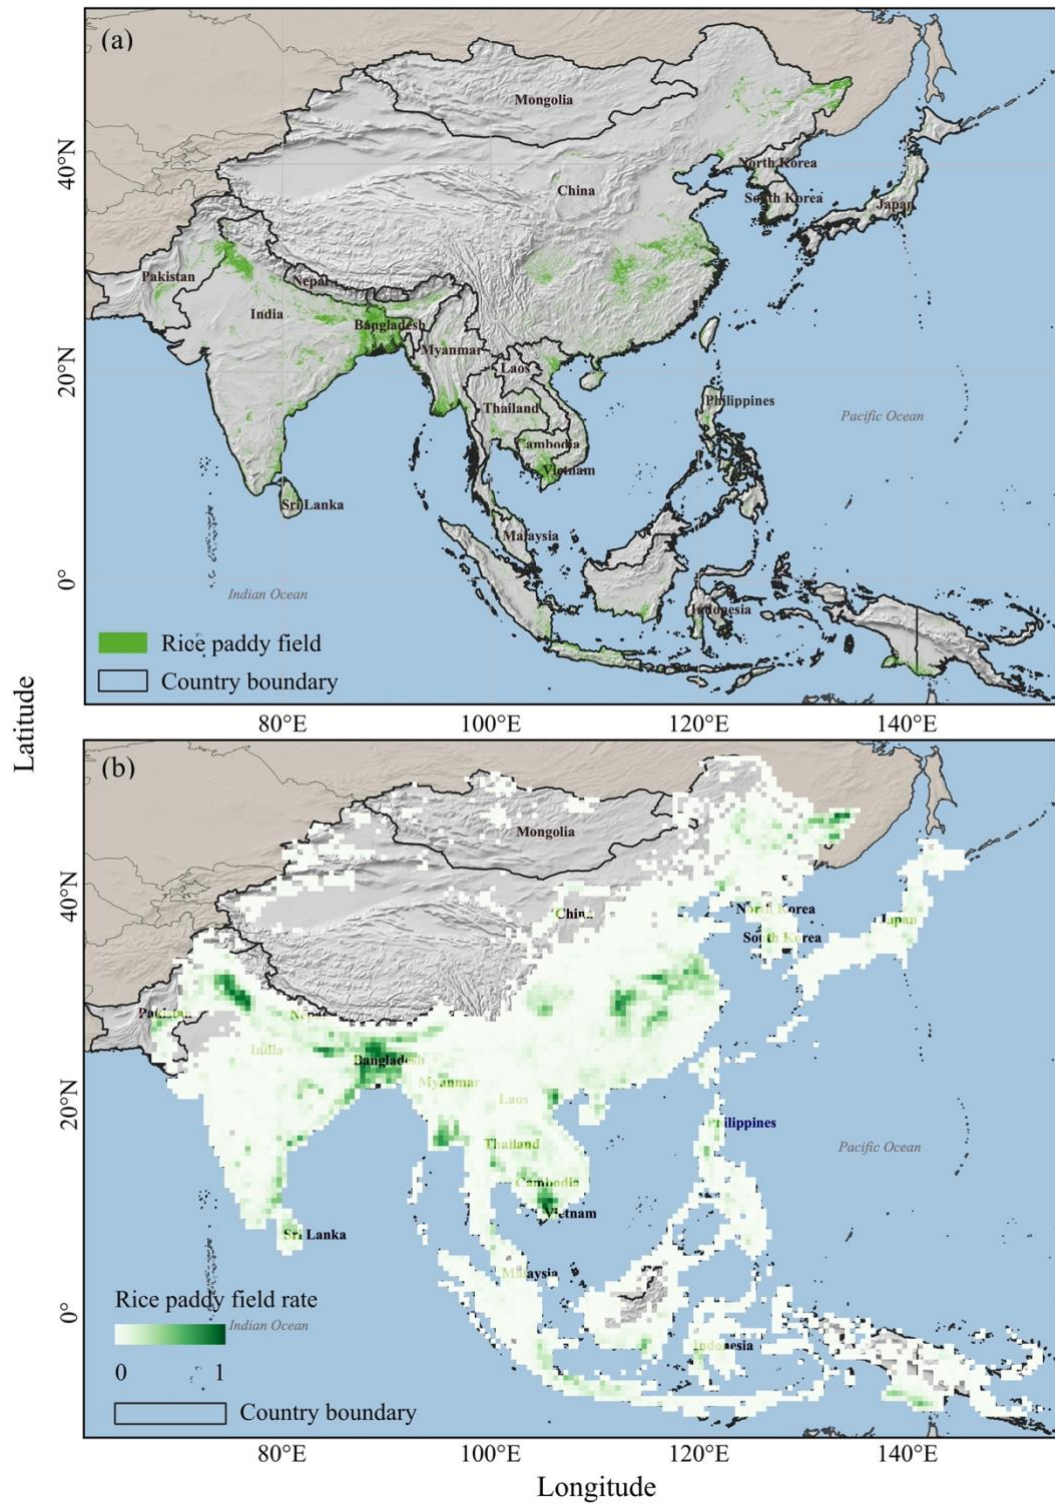 (a)
Mongolia
40°N
North Korea
China
South Korea
Japan
Pakistan
Nepal
India
Bangladesh
Myanmar
20°N
Laos
Thailand
Philippines
Pacific Ocean
Cambodia
Vietnam
Sri Lanka
Malaysia
0°
Indian Ocean
Indonesia
Rice paddy field
Country boundary
80°E 100°E 120°E 140°E
Latitude
(b)
Mongolia
40°N
China
North Korea
Japan
South Korea
Pakistan
Nepal
India
Bangladesh
Myanmar
20°N
Laos
Philippines
Thailand
Pacific Ocean
Cambodia
Vietnam
Sri Lanka
Malaysia
0°
Rice paddy field rate
Indian Ocean
Indonesia
0 1
Country boundary
80°E 100°E 120°E 140°E
Longitude